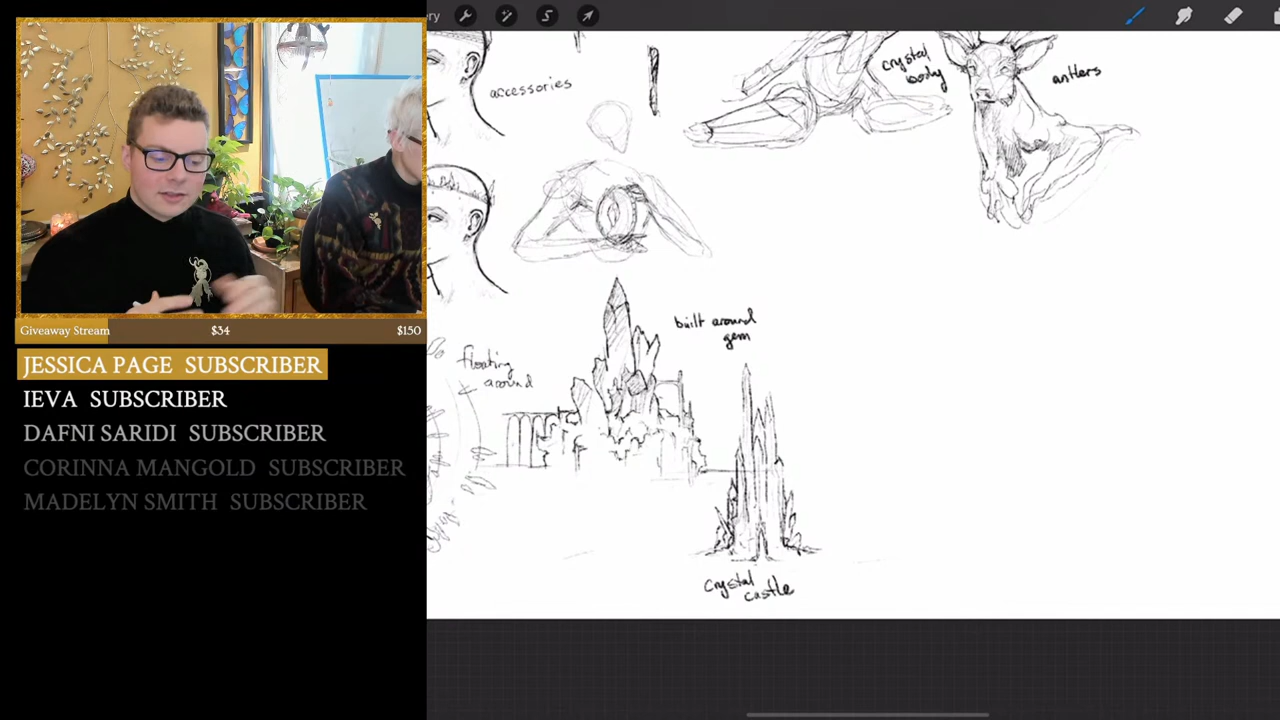 ry
accessories
crystal
body
antlers
built around
gem
floating
around
crystal
castle
Giveaway Stream $34 $150
JESSICA PAGE SUBSCRIBER
IEVA SUBSCRIBER
DAFNI SARIDI SUBSCRIBER
CORINNA MANGOLD SUBSCRIBER
MADELYN SMITH SUBSCRIBER